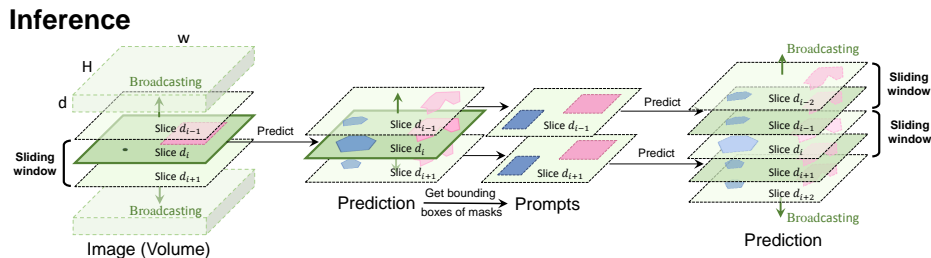 Inference
W
H
d
Broadcasting
Slice d_{i−1}
Slice d_i
Slice d_{i+1}
Sliding
window
Broadcasting
Image (Volume)
Predict
Slice d_{i−1}
Slice d_i
Slice d_{i+1}
Prediction
Get bounding
boxes of masks
Slice d_{i−1}
Slice d_{i+1}
Prompts
Predict
Predict
Broadcasting
Slice d_{i−2}
Slice d_{i−1}
Slice d_i
Slice d_{i+1}
Slice d_{i+2}
Sliding
window
Sliding
window
Broadcasting
Prediction